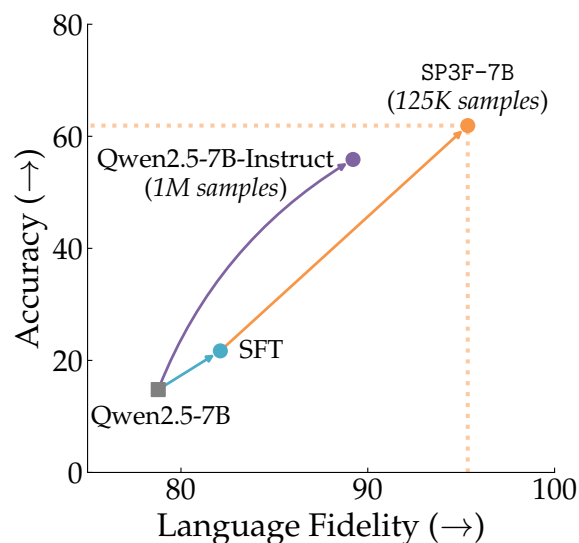 80
SP3F-7B
(125K samples)
60
Qwen2.5-7B-Instruct
(1M samples)
Accuracy (→)
40
SFT
20
Qwen2.5-7B
0
80
90
100
Language Fidelity (→)